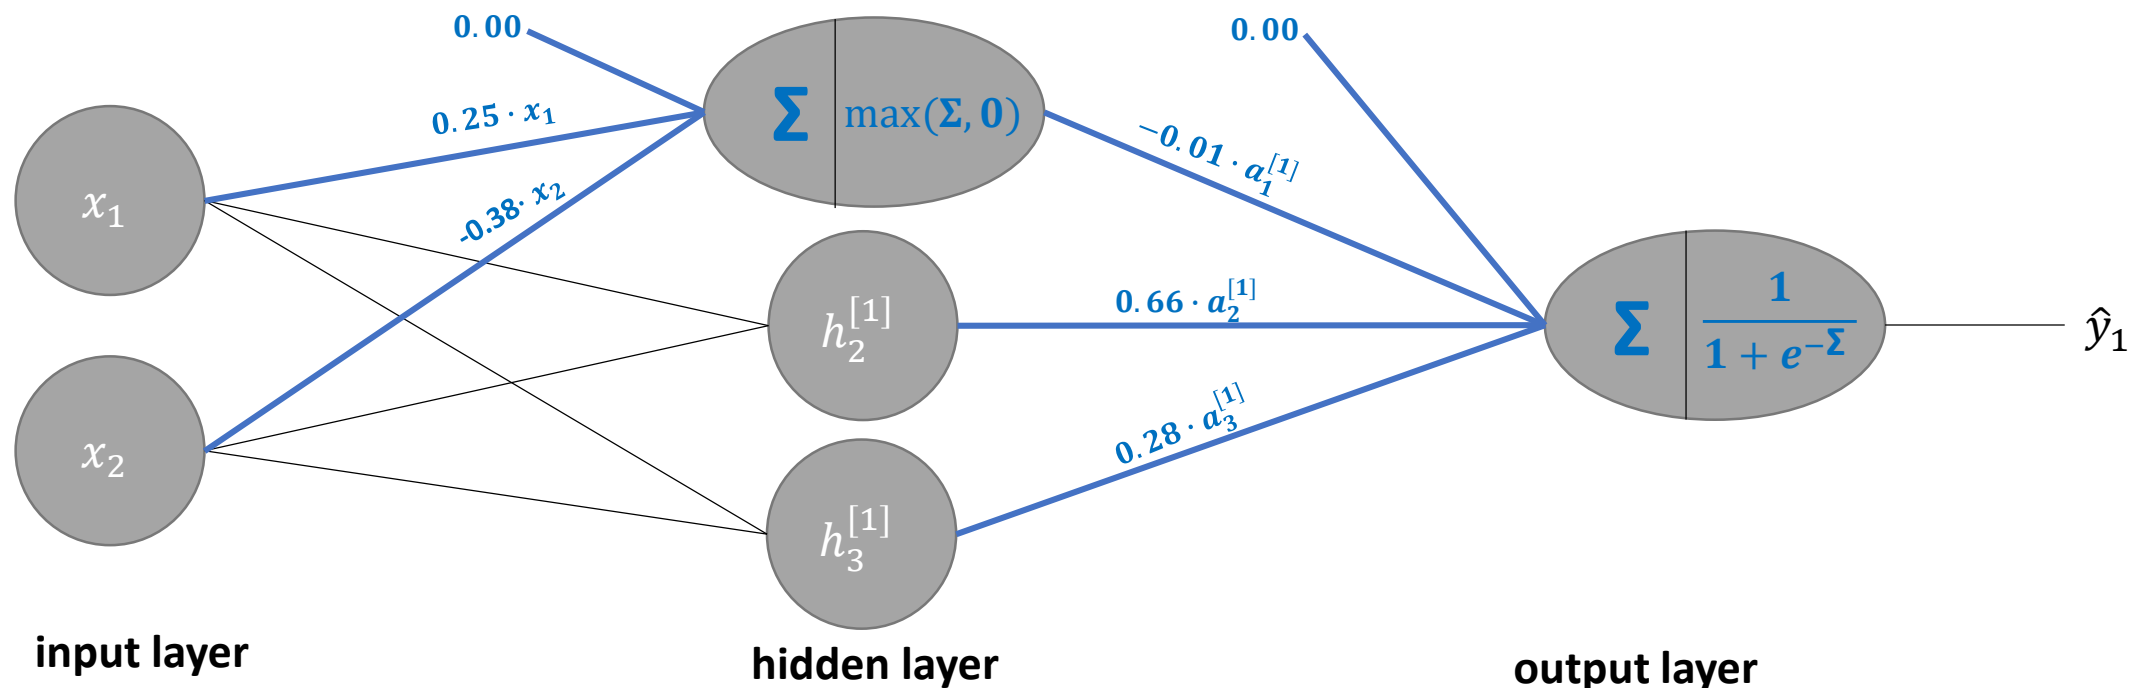 0.00
0.00
0.25 · x₁
Σ max(Σ, 0)
−0.01 · a₁^[1]
x₁
-0.38· x₂
0.66 · a₂^[1]
h₂^[1]
Σ 1 / (1 + e^−Σ)
ŷ₁
0.28 · a₃^[1]
x₂
h₃^[1]
input layer
hidden layer
output layer